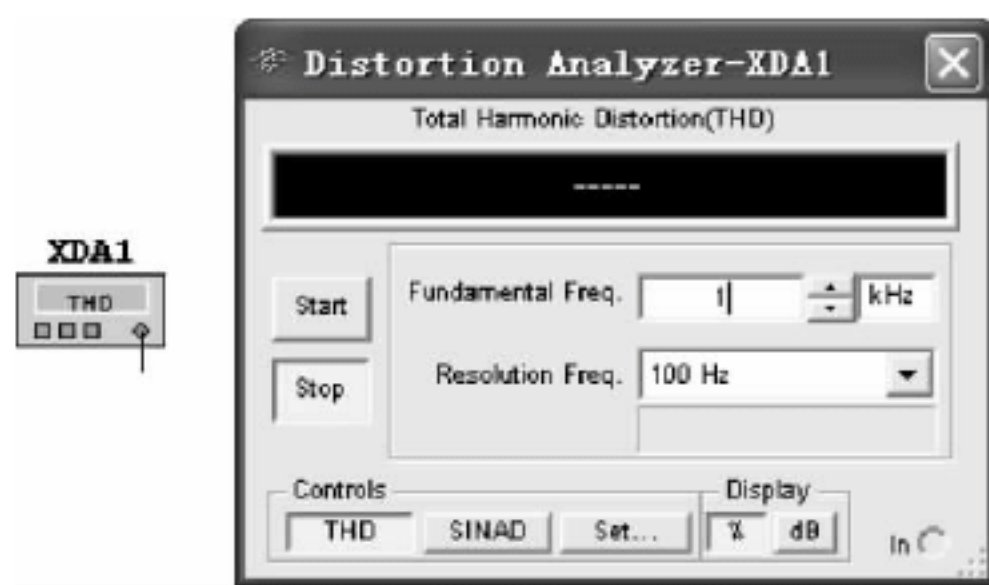 XDA1
THD
Distortion Analyzer-XDA1
Total Harmonic Distortion(THD)
-----
Start
Fundamental Freq. 1 kHz
Stop
Resolution Freq. 100 Hz
Controls
THD SINAD Set...
Display
% dB
In